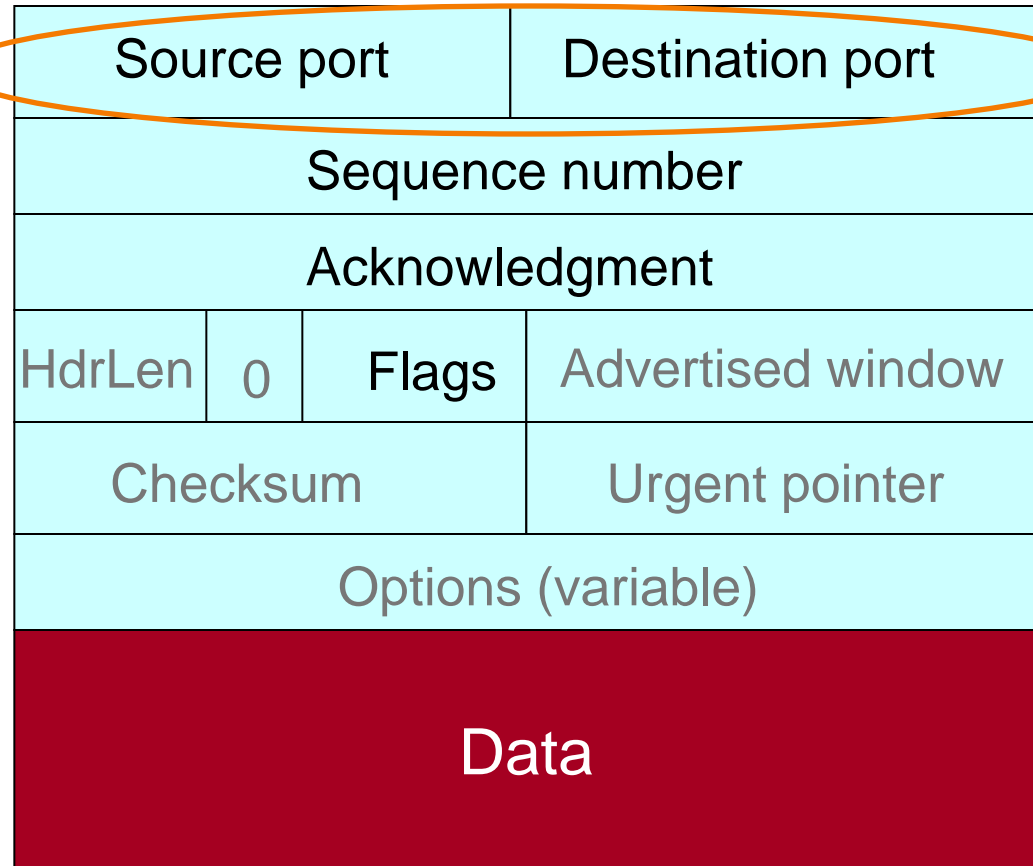 Source port Destination port
Sequence number
Acknowledgment
HdrLen 0 Flags Advertised window
Checksum Urgent pointer
Options (variable)
Data